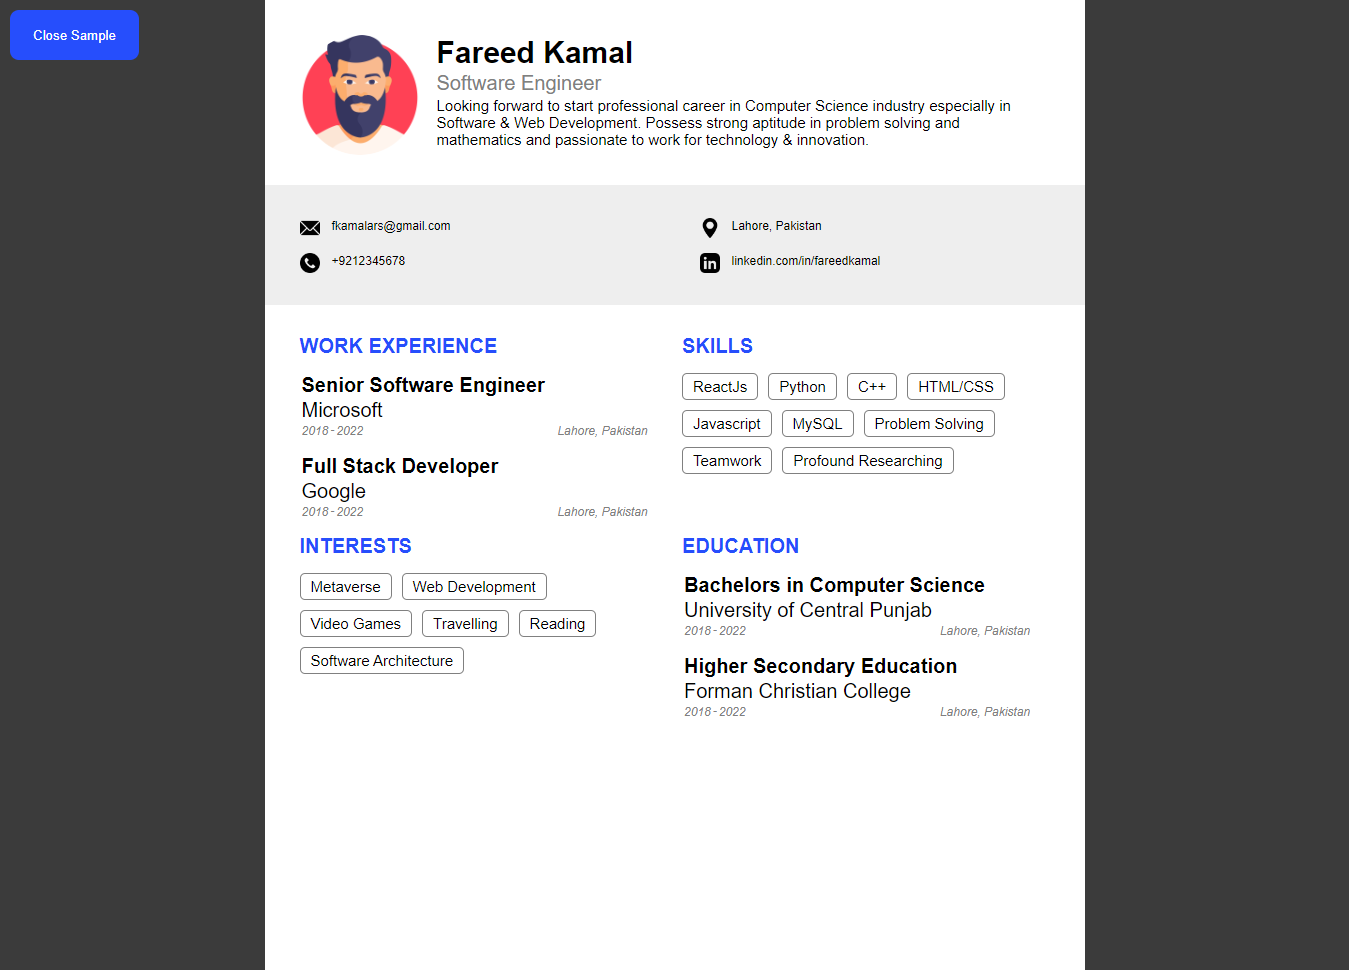 Close Sample
Fareed Kamal
Software Engineer
Looking forward to start professional career in Computer Science industry especially in
Software & Web Development. Possess strong aptitude in problem solving and
mathematics and passionate to work for technology & innovation.
fkamalars@gmail.com
Lahore, Pakistan
+9212345678
linkedin.com/in/fareedkamal
WORK EXPERIENCE
Senior Software Engineer
Microsoft
2018 - 2022 Lahore, Pakistan
Full Stack Developer
Google
2018 - 2022 Lahore, Pakistan
SKILLS
ReactJs Python C++ HTML/CSS
Javascript MySQL Problem Solving
Teamwork Profound Researching
INTERESTS
Metaverse Web Development
Video Games Travelling Reading
Software Architecture
EDUCATION
Bachelors in Computer Science
University of Central Punjab
2018 - 2022 Lahore, Pakistan
Higher Secondary Education
Forman Christian College
2018 - 2022 Lahore, Pakistan